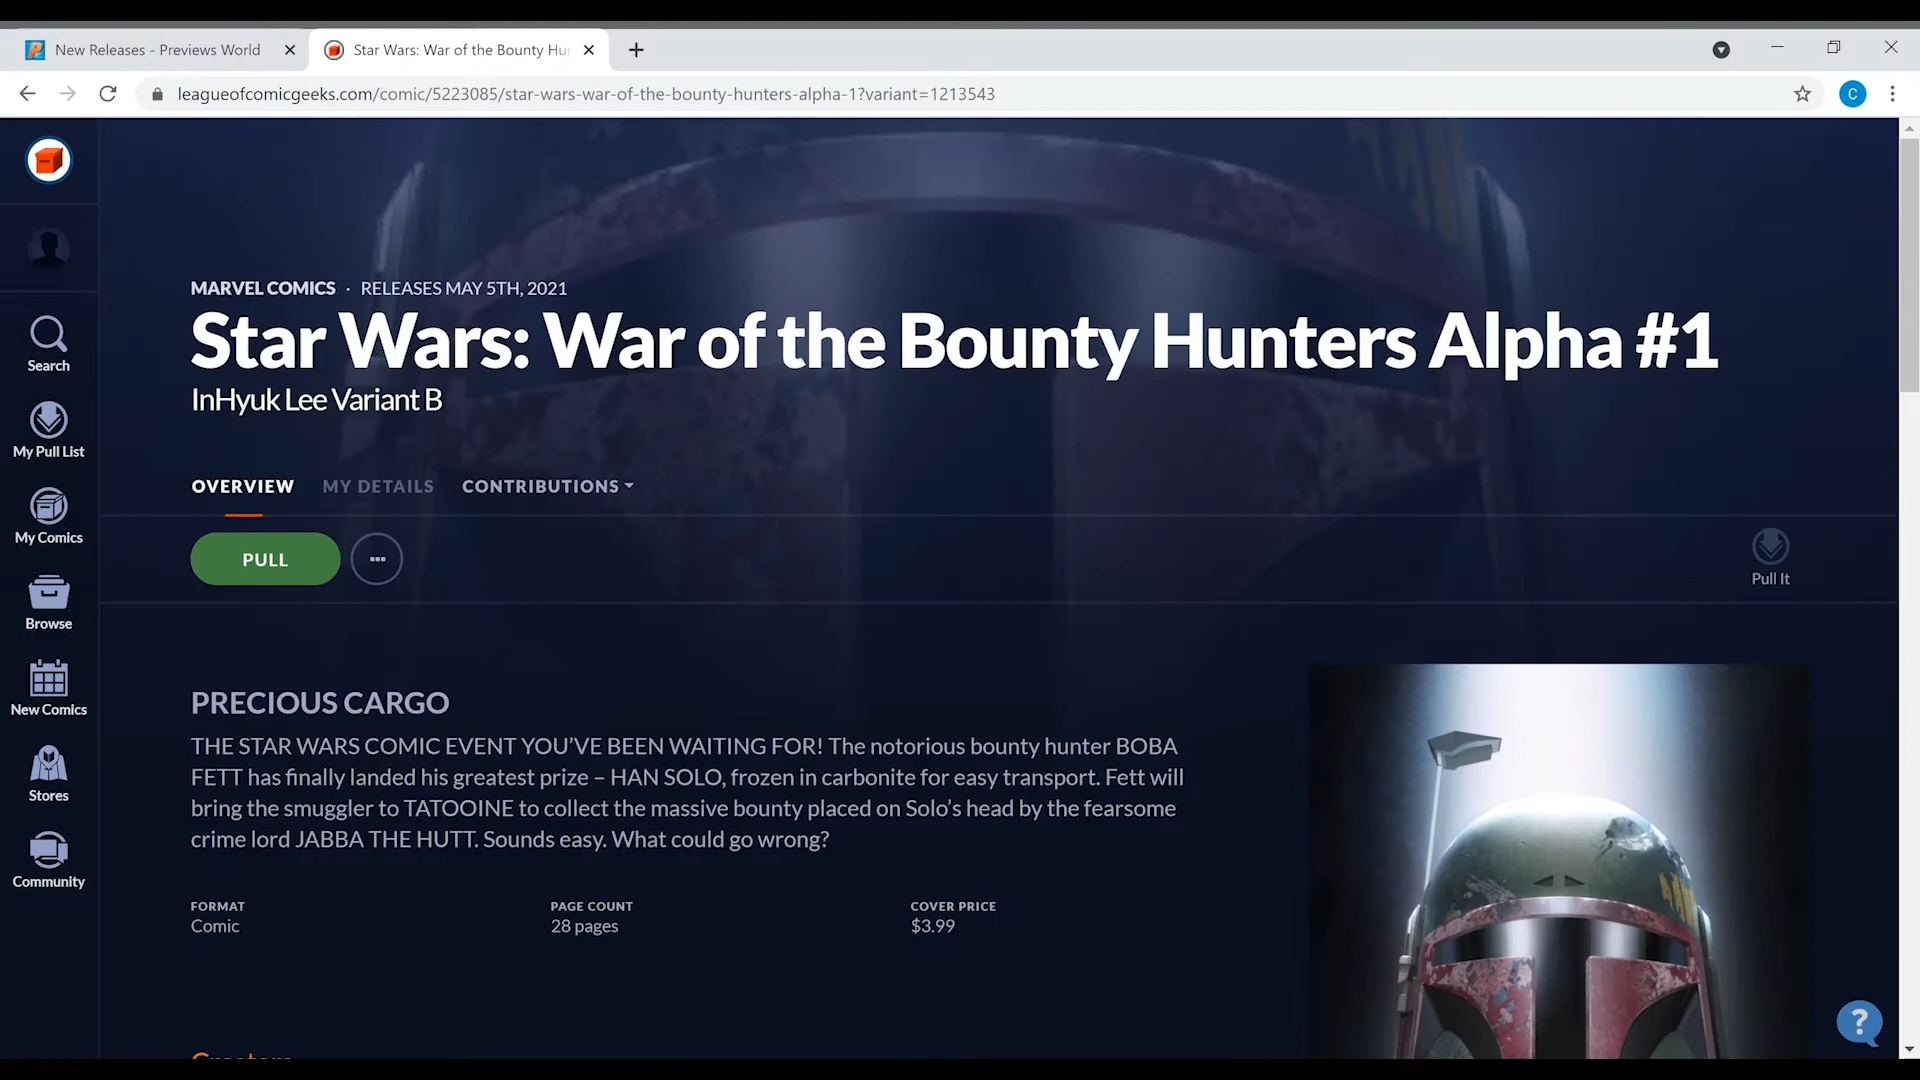 New Releases - Previews World
Star Wars: War of the Bounty Hu
leagueofcomicgeeks.com/comic/5223085/star-wars-war-of-the-bounty-hunters-alpha-1?variant=1213543
C
MARVEL COMICS · RELEASES MAY 5TH, 2021
Star Wars: War of the Bounty Hunters Alpha #1
InHyuk Lee Variant B
Search
My Pull List
My Comics
Browse
New Comics
Stores
Community
OVERVIEW MY DETAILS CONTRIBUTIONS
PULL
Pull It
PRECIOUS CARGO
THE STAR WARS COMIC EVENT YOU’VE BEEN WAITING FOR! The notorious bounty hunter BOBA
FETT has finally landed his greatest prize – HAN SOLO, frozen in carbonite for easy transport. Fett will
bring the smuggler to TATOOINE to collect the massive bounty placed on Solo’s head by the fearsome
crime lord JABBA THE HUTT. Sounds easy. What could go wrong?
FORMAT PAGE COUNT COVER PRICE
Comic 28 pages $3.99
?